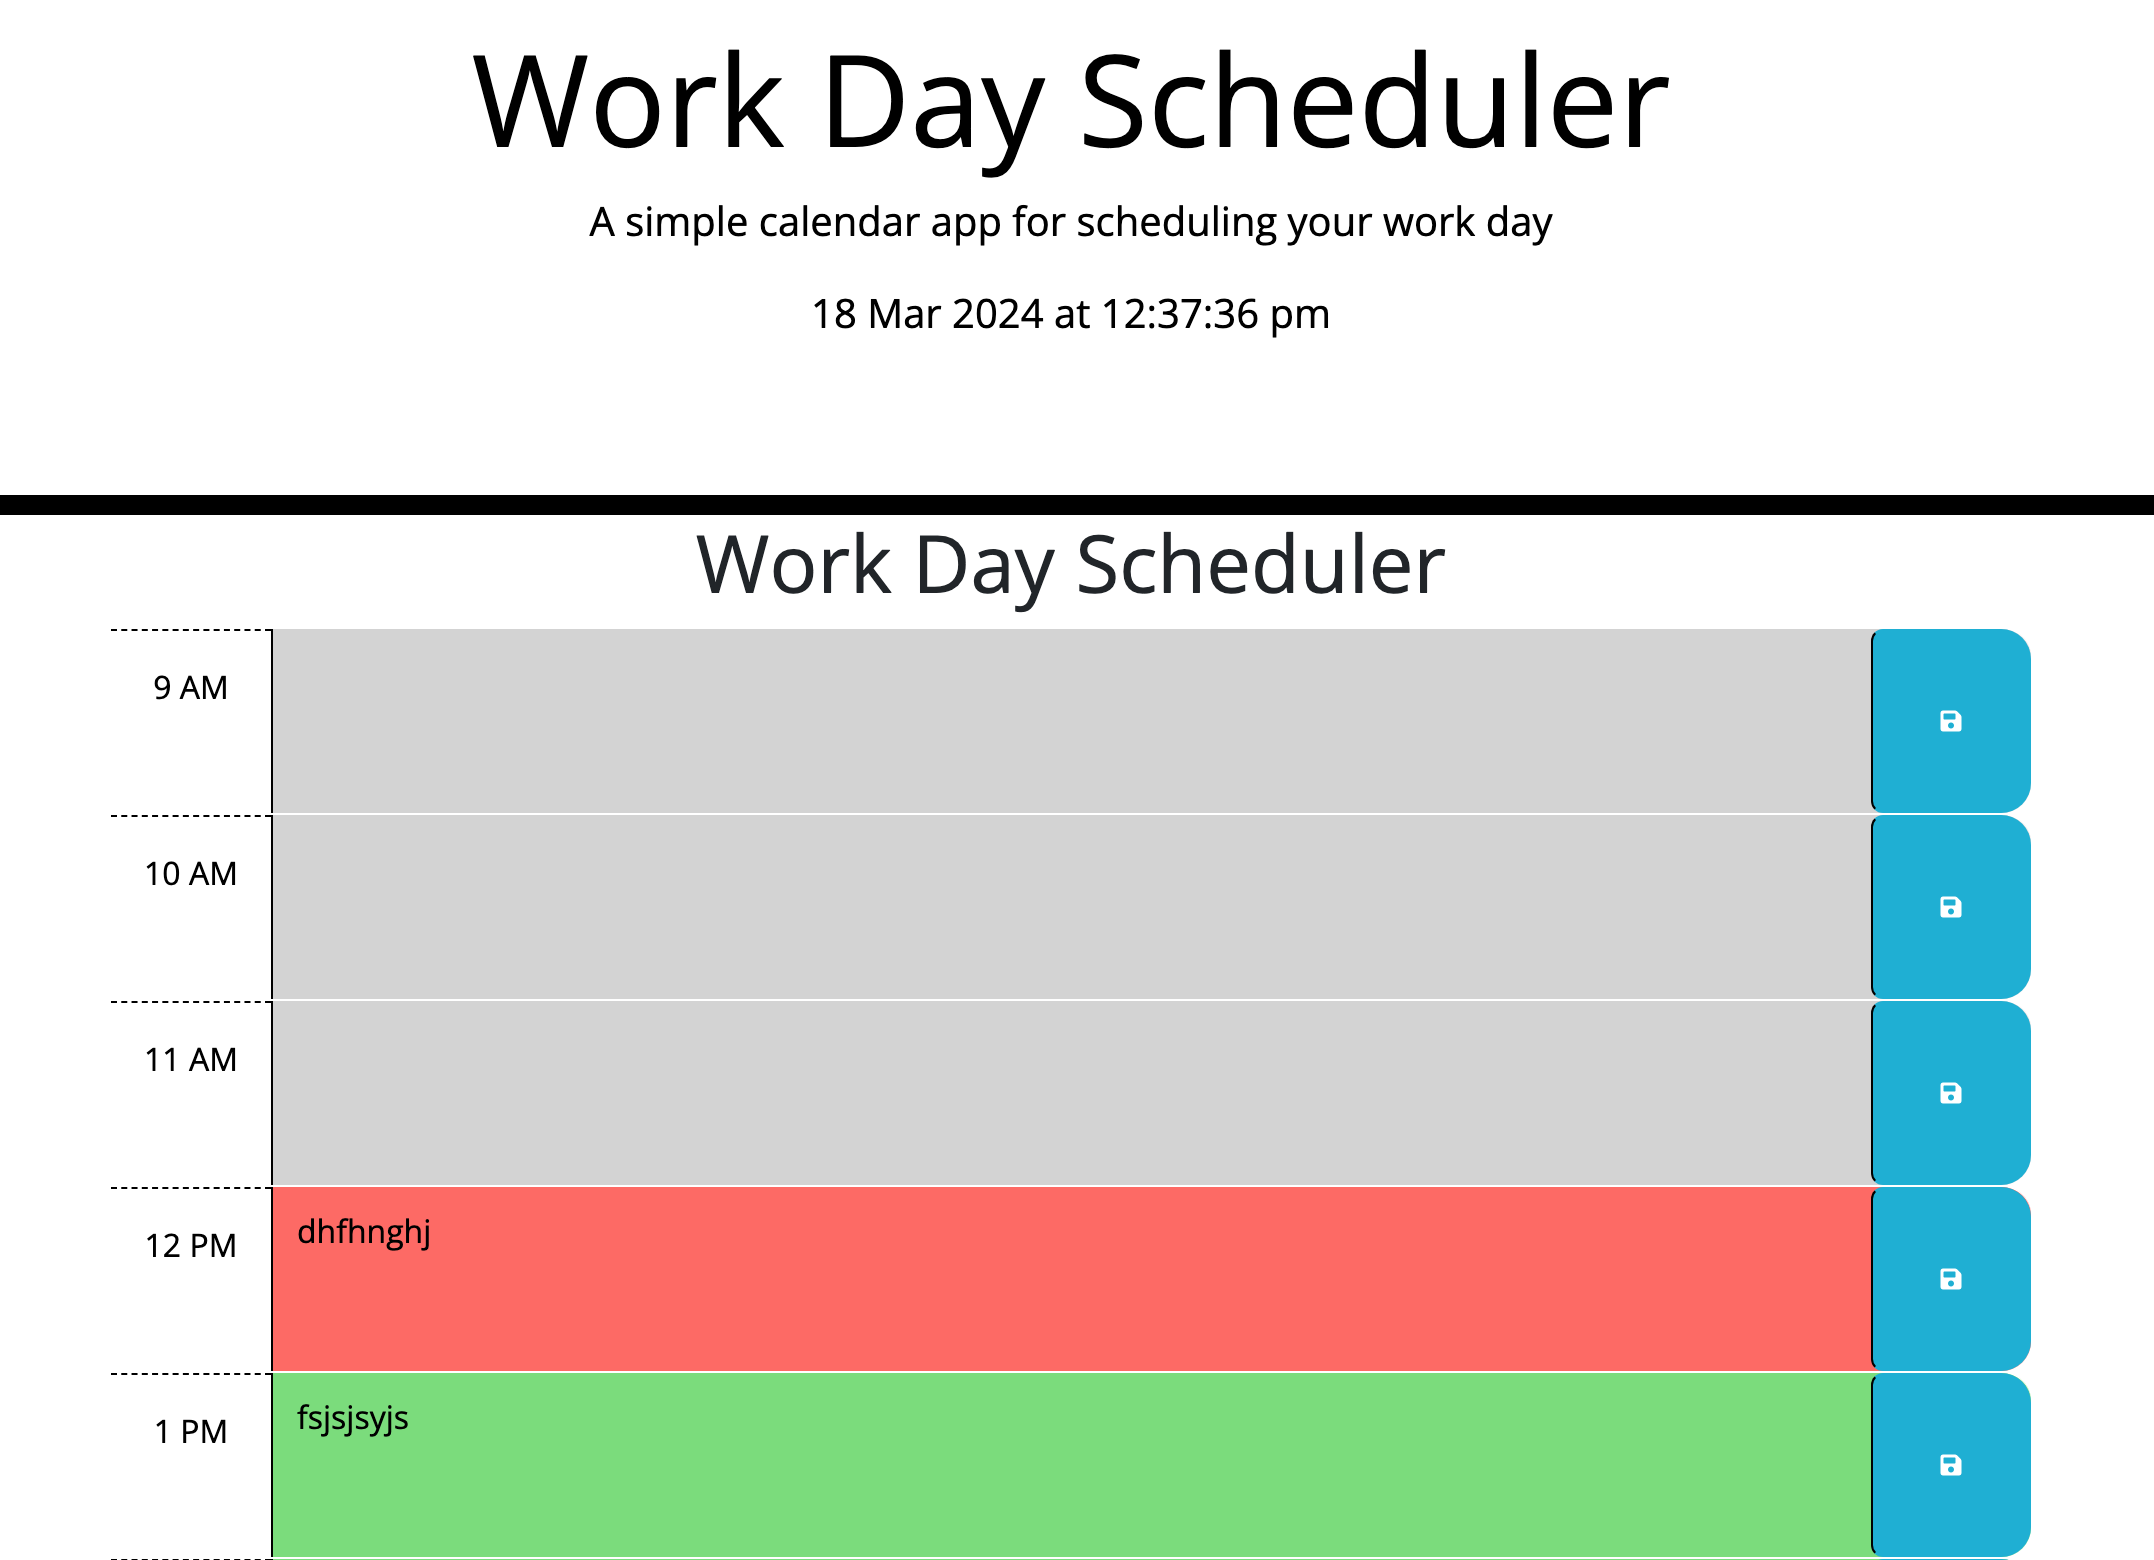 Work Day Scheduler
A simple calendar app for scheduling your work day
18 Mar 2024 at 12:37:36 pm
Work Day Scheduler
9 AM
10 AM
11 AM
12 PM
dhfhnghj
1 PM
fsjsjsyjs